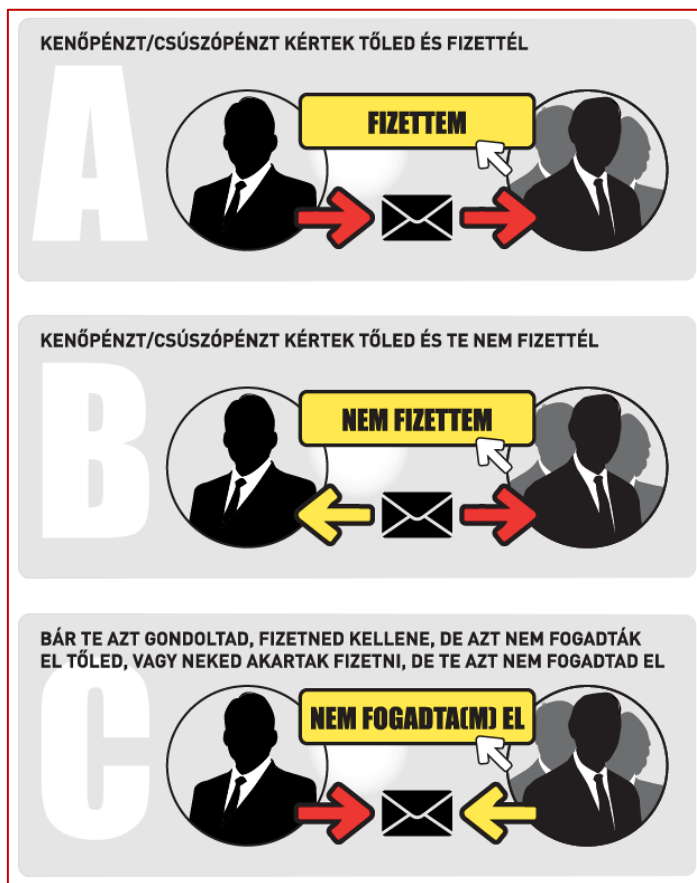 KENŐPÉNZT/CSÚSZÓPÉNZT KÉRTEK TŐLED ÉS FIZETTÉL
A
FIZETTEM
KENŐPÉNZT/CSÚSZÓPÉNZT KÉRTEK TŐLED ÉS TE NEM FIZETTÉL
B
NEM FIZETTEM
BÁR TE AZT GONDOLTAD, FIZETNED KELLENE, DE AZT NEM FOGADTÁK
EL TŐLED, VAGY NEKED AKARTAK FIZETNI, DE TE AZT NEM FOGADTAD EL
C
NEM FOGADTA(M) EL